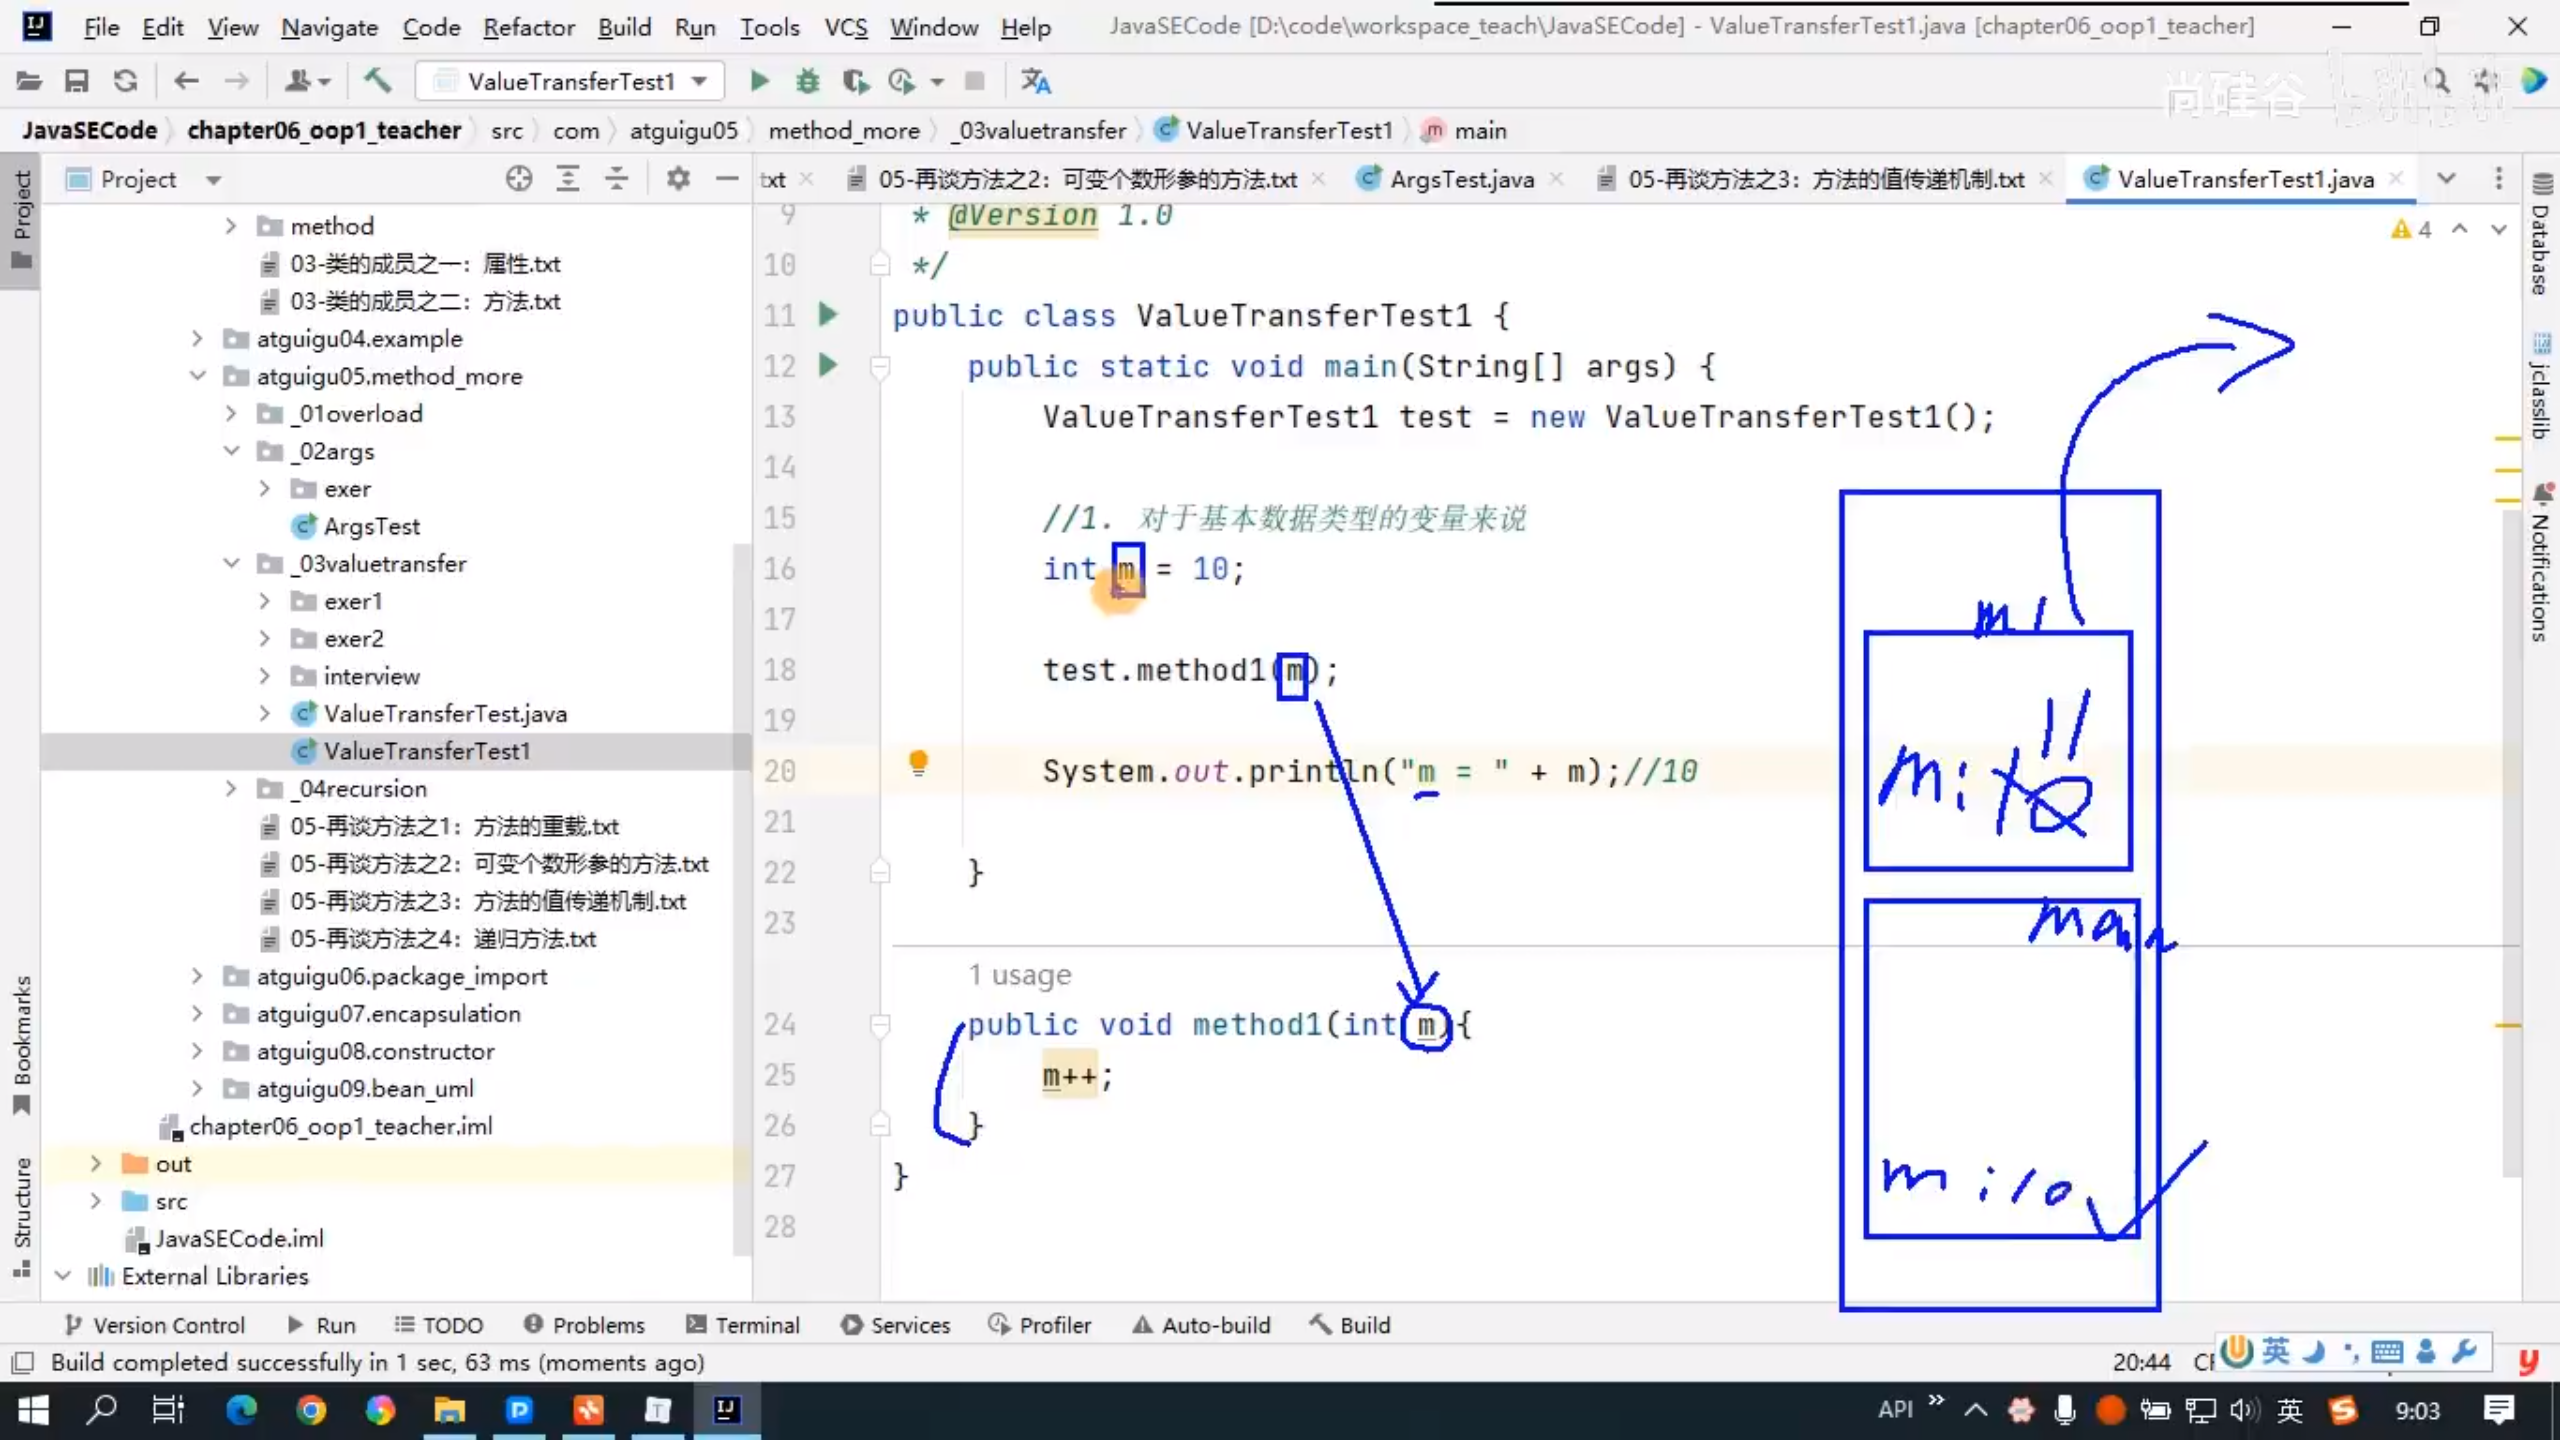 File Edit View Navigate Code Refactor Build Run Tools VCS Window Help JavaSECode [D:\code\workspace_teach\JavaSECode] - ValueTransferTest1.java [chapter06_oop1_teacher]
ValueTransferTest1
尚硅谷
JavaSECode chapter06_oop1_teacher src com atguigu05 method_more _03valuetransfer ValueTransferTest1 main
Project
txt 05-再谈方法之2：可变个数形参的方法.txt ArgsTest.java 05-再谈方法之3：方法的值传递机制.txt ValueTransferTest1.java
Project
method
03-类的成员之一：属性.txt
03-类的成员之二：方法.txt
atguigu04.example
atguigu05.method_more
_01overload
_02args
exer
ArgsTest
_03valuetransfer
exer1
exer2
interview
ValueTransferTest.java
ValueTransferTest1
_04recursion
05-再谈方法之1：方法的重载.txt
05-再谈方法之2：可变个数形参的方法.txt
05-再谈方法之3：方法的值传递机制.txt
05-再谈方法之4：递归方法.txt
atguigu06.package_import
atguigu07.encapsulation
atguigu08.constructor
atguigu09.bean_uml
chapter06_oop1_teacher.iml
out
src
JavaSECode.iml
External Libraries
Bookmarks
Structure
4
9 * @Version 1.0
10 */
11 public class ValueTransferTest1 {
12 public static void main(String[] args) {
13 ValueTransferTest1 test = new ValueTransferTest1();
14
15 //1. 对于基本数据类型的变量来说
16 int m = 10;
17
18 test.method1(m);
19
20 System.out.println("m = " + m);//10
21
22 }
23
1 usage
24 public void method1(int m){
25 m++;
26 }
27 }
28
m1
11
m: 10
main
m: 10
Database
jclasslib
Notifications
Version Control Run TODO Problems Terminal Services Profiler Auto-build Build
Build completed successfully in 1 sec, 63 ms (moments ago) 20:44 英
API 英 9:03